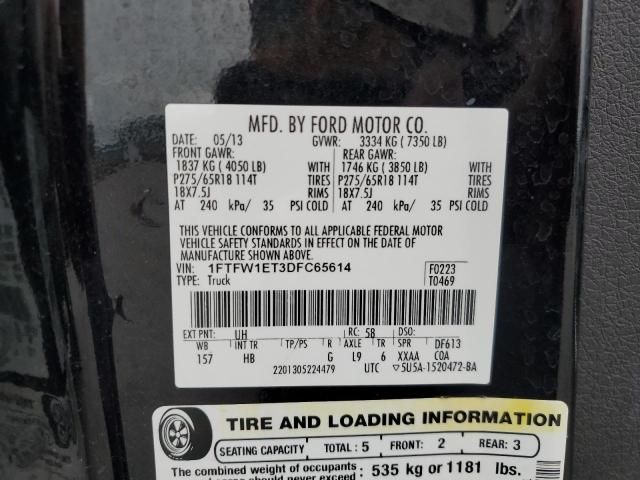 MFD. BY FORD MOTOR CO.
DATE: 05/13 GVWR: 3334 KG ( 7350 LB)
FRONT GAWR: REAR GAWR:
1837 KG ( 4050 LB) WITH 1746 KG ( 3850 LB) WITH
P275/65R18 114T TIRES P275/65R18 114T TIRES
18X7.5J RIMS 18X7.5J RIMS
AT 240 kPa/ 35 PSI COLD AT 240 kPa/ 35 PSI COLD
THIS VEHICLE CONFORMS TO ALL APPLICABLE FEDERAL MOTOR
VEHICLE SAFETY STANDARDS IN EFFECT ON THE DATE OF
MANUFACTURE SHOWN ABOVE.
VIN: 1FTFW1ET3DFC65614 F0223
TYPE: Truck T0469
EXT PNT: UH RC: 58 DSO:
WB INT TR TP/PS R AXLE TR SPR DF613
157 HB G L9 6 XXAA COA
2201305224479 UTC ▽5U5A-1520472-BA
TIRE AND LOADING INFORMATION
SEATING CAPACITY TOTAL: 5 FRONT: 2 REAR: 3
The combined weight of occupants 535 kg or 1181 lbs.
should never exceed